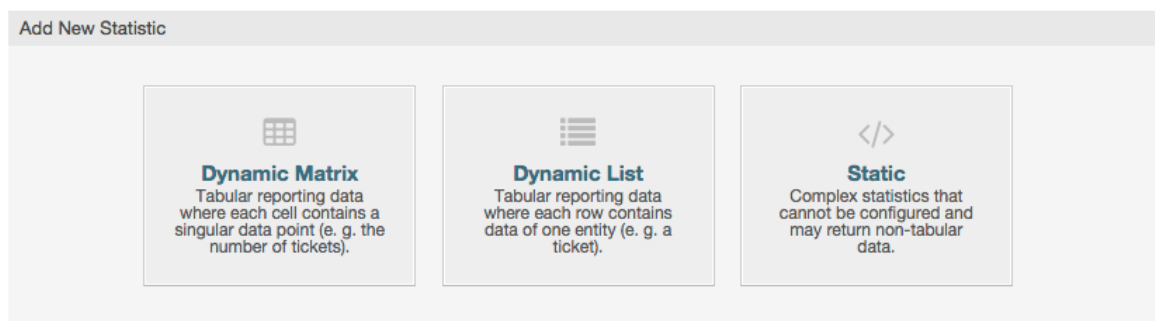 Add New Statistic
Dynamic Matrix
Tabular reporting data
where each cell contains a
singular data point (e. g. the
number of tickets).
Dynamic List
Tabular reporting data
where each row contains
data of one entity (e. g. a
ticket).
Static
Complex statistics that
cannot be configured and
may return non-tabular
data.